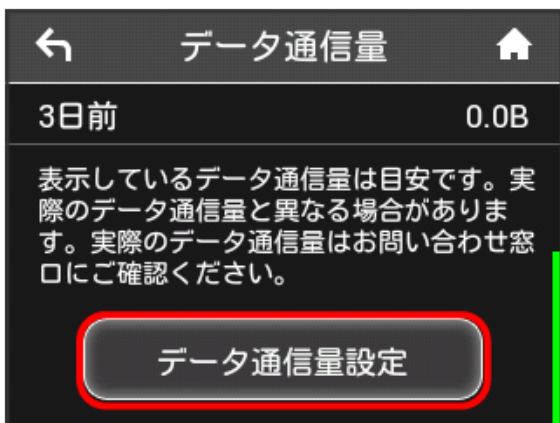 データ通信量
3日前 0.0B
表示しているデータ通信量は目安です。実
際のデータ通信量と異なる場合がありま
す。実際のデータ通信量はお問い合わせ窓
口にご確認ください。
データ通信量設定